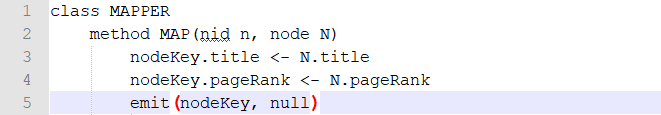 1 class MAPPER
2 method MAP(nid n, node N)
3 nodeKey.title <- N.title
4 nodeKey.pageRank <- N.pageRank
5 emit(nodeKey, null)